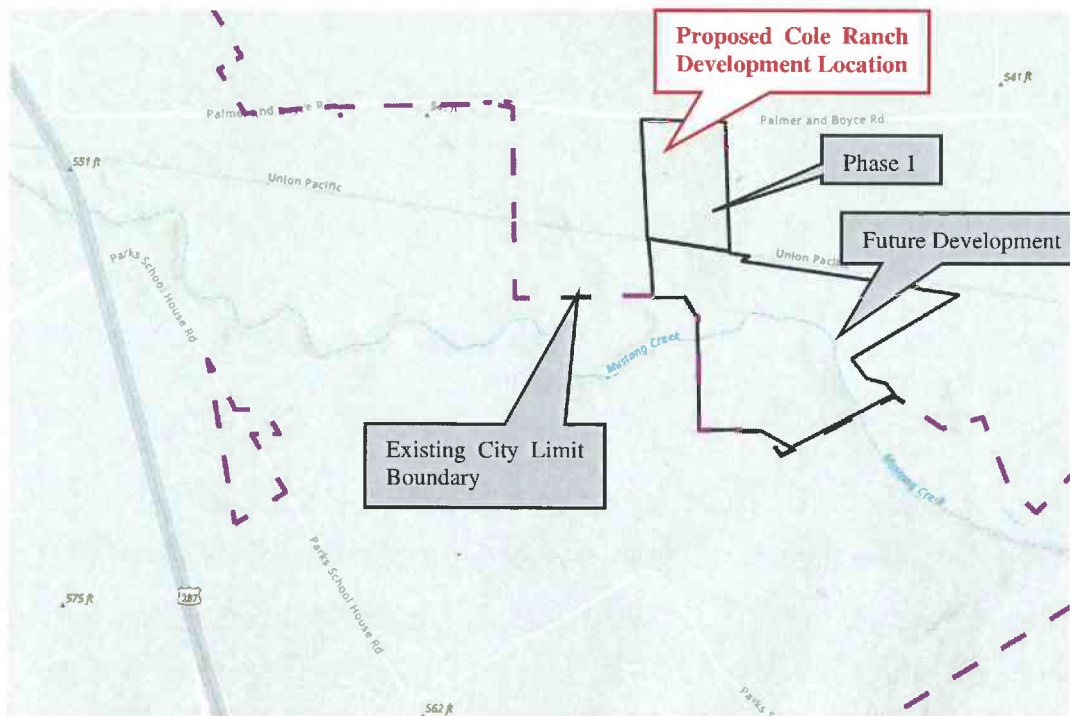 Proposed Cole Ranch
Development Location
541 ft
Palmer and Boyce R
ft
Palmer and Boyce Rd
551 ft
Phase 1
Union Pacific
Future Development
Parks School House Rd
Union Pacific
Mustang Creek
Existing City Limit
Boundary
Mustang Creek
Parks School House Rd
575 ft
287
562 ft